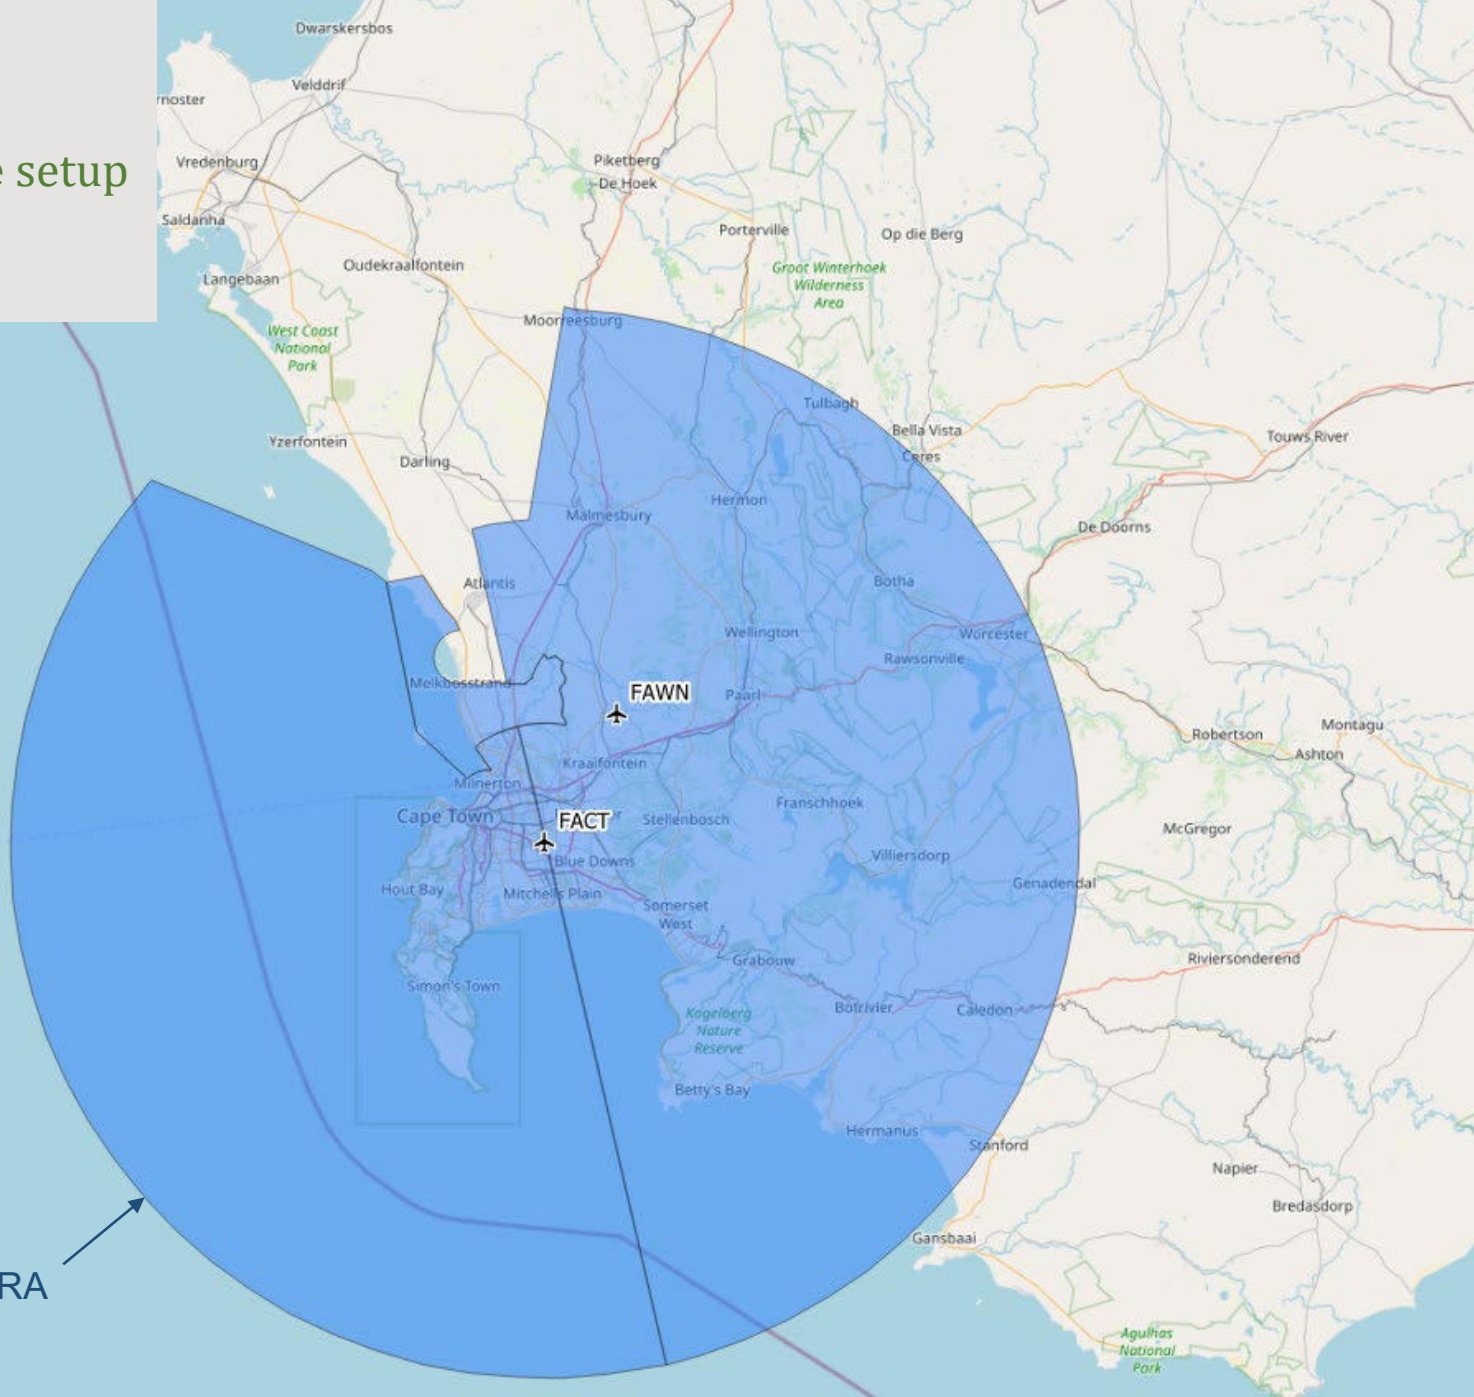 Dwarskersbos
Velddrif
rnoster
Vredenburg
e setup
Piketberg
De Hoek
Saldanha
Porterville
Op die Berg
Langebaan
Oudekraalfontein
Groot Winterhoek
Wilderness
Area
Moorreesburg
West Coast
National
Park
Tulbagh
Bella Vista
Ceres
Touws River
Yzerfontein
Darling
Hermon
Malmesbury
De Doorns
Atlantis
Botha
Wellington
Worcester
Rawsonville
Melkbosstrand
FAWN
Paarl
Robertson
Montagu
Ashton
Kraaifontein
Milnerton
Cape Town
FACT
Stellenbosch
Franschhoek
McGregor
Blue Downs
Villiersdorp
Hout Bay
Mitchells Plain
Genadendal
Somerset
West
Grabouw
Riviersonderend
Simon's Town
Botrivier
Caledon
Kogelberg
Nature
Reserve
Betty's Bay
Hermanus
Stanford
Napier
Bredasdorp
Gansbaai
RA
Agulhas
National
Park